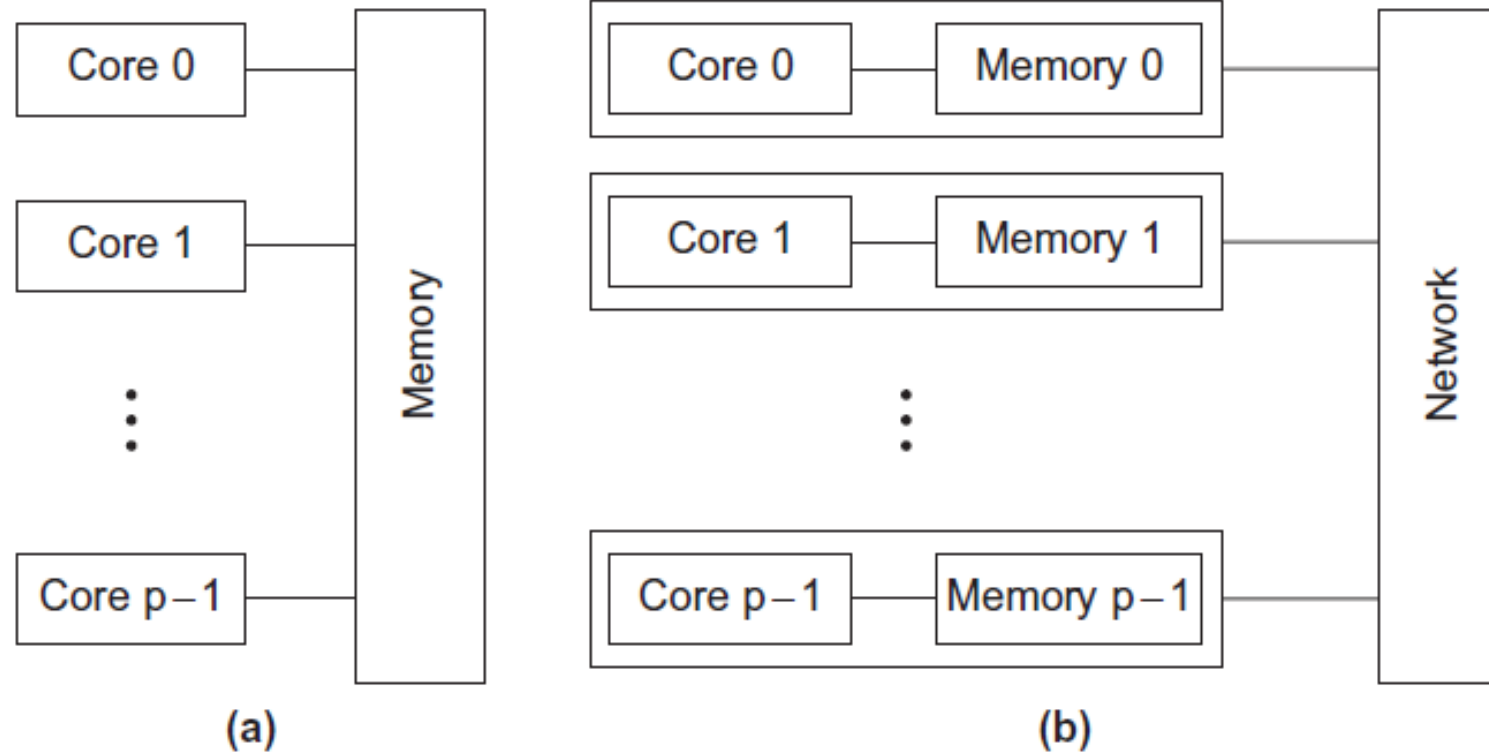 Core 0
Core 1
Core p−1
Memory
(a)
Core 0
Memory 0
Core 1
Memory 1
Core p−1
Memory p−1
Network
(b)